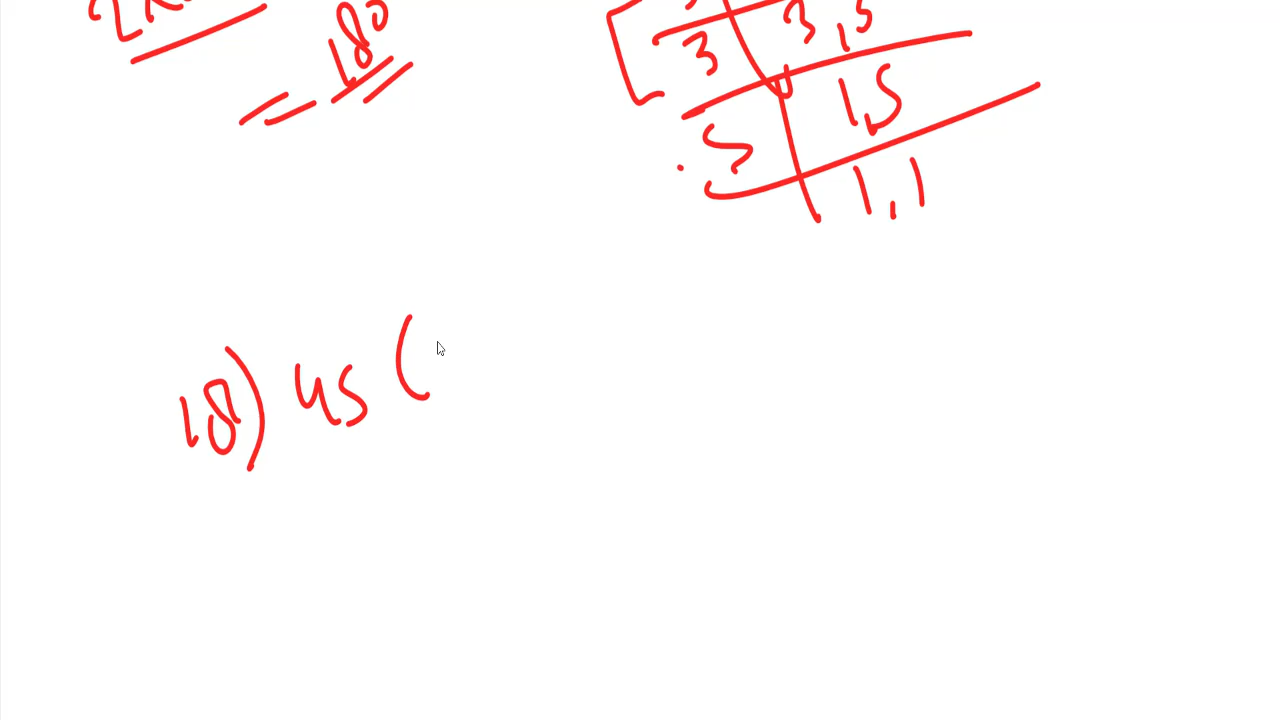 = 180
3 | 3, 5
5 | 1, 5
1, 1
18) 45 (